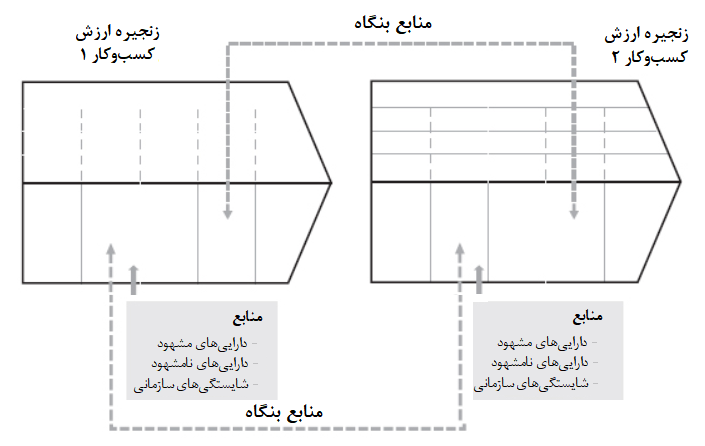 منابع بنگاه
زنجیره ارزش
کسب‌وکار ۲
زنجیره ارزش
کسب‌وکار ۱
منابع
- دارایی‌های مشهود
- دارایی‌های نامشهود
- شایستگی‌های سازمانی
منابع
- دارایی‌های مشهود
- دارایی‌های نامشهود
- شایستگی‌های سازمانی
منابع بنگاه